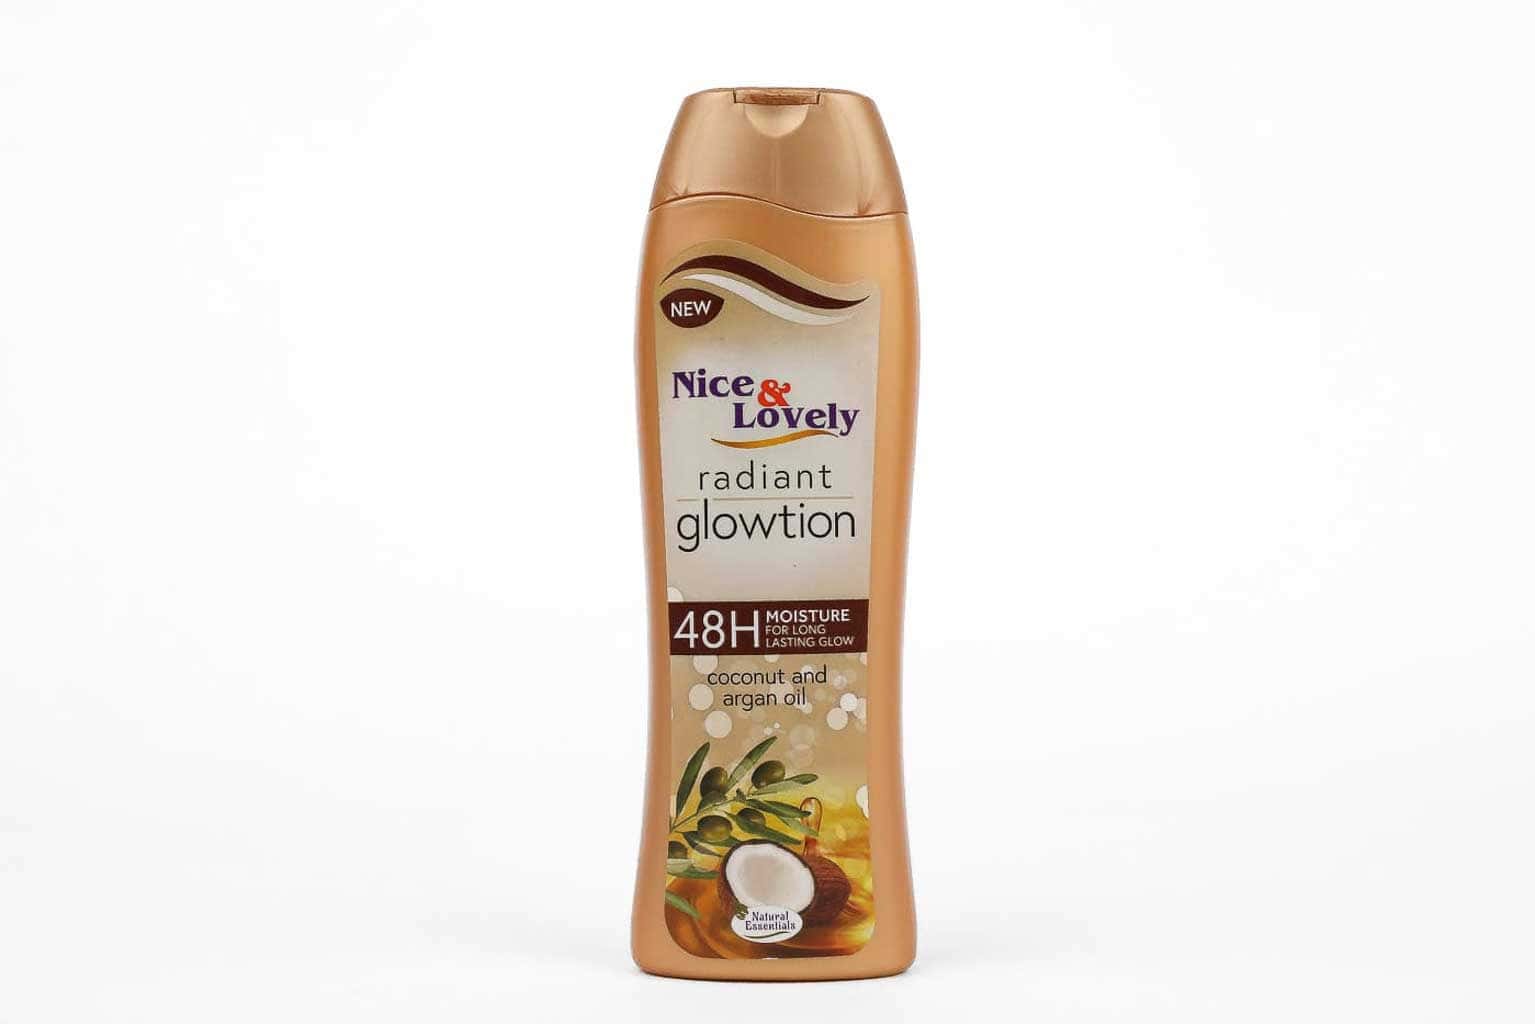 NEW
Nice &
Lovely
radiant
glowtion
48H MOISTURE
FOR LONG
LASTING GLOW
coconut and
argan oil
Natural
Essentials